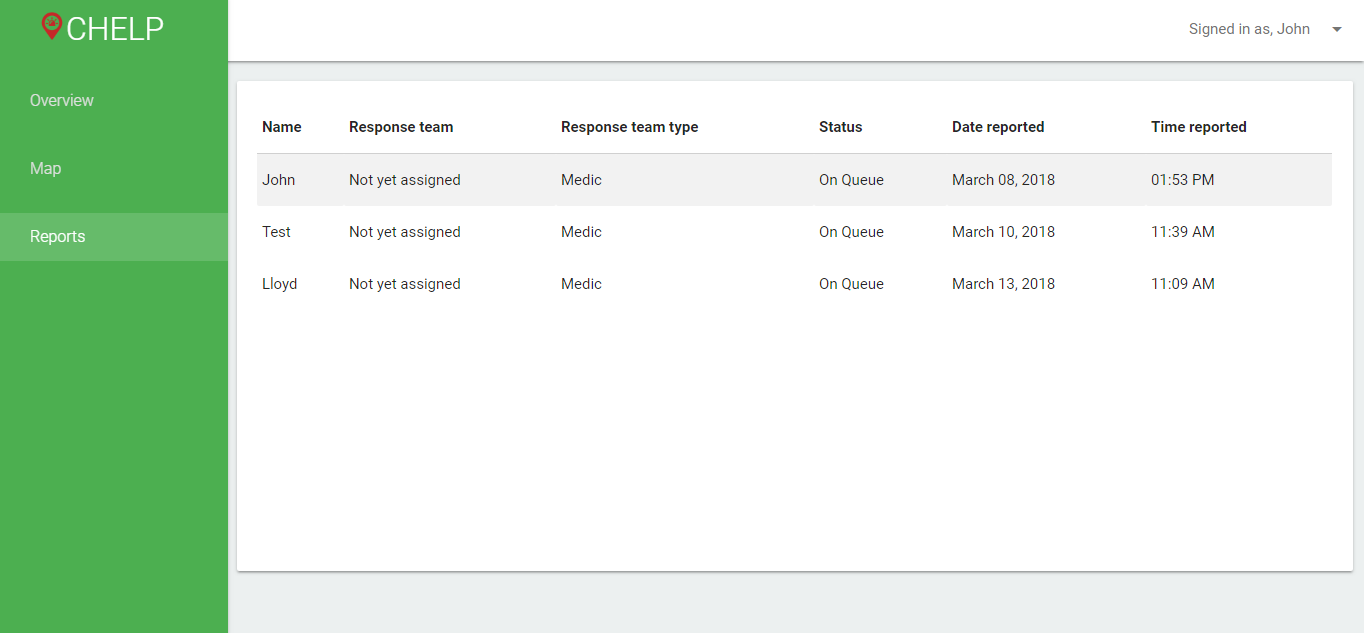 CHELP
Signed in as, John
Overview
Map
Reports
Name Response team Response team type Status Date reported Time reported
John Not yet assigned Medic On Queue March 08, 2018 01:53 PM
Test Not yet assigned Medic On Queue March 10, 2018 11:39 AM
Lloyd Not yet assigned Medic On Queue March 13, 2018 11:09 AM